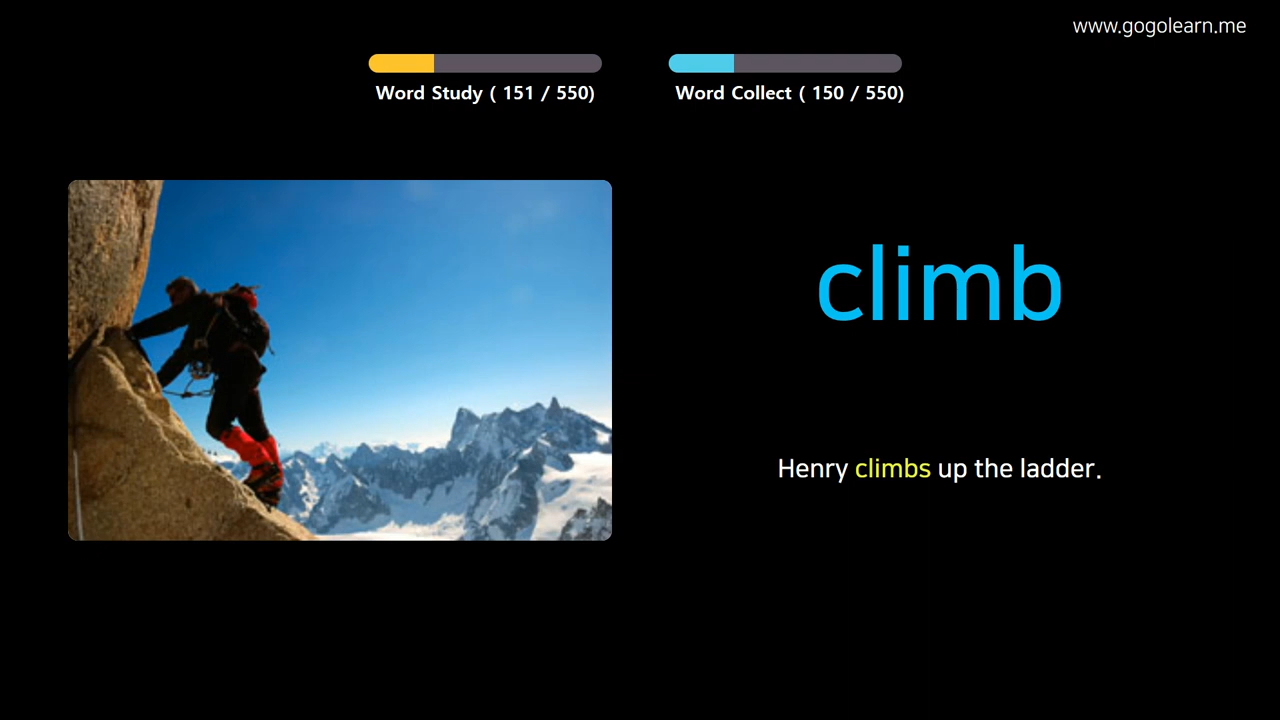 www.gogolearn.me
Word Study ( 151 / 550)
Word Collect ( 150 / 550)
climb
Henry climbs up the ladder.